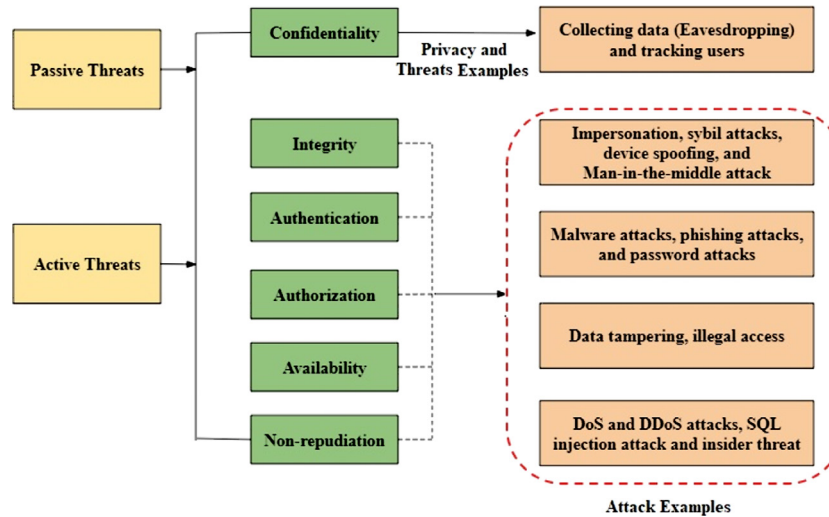 Passive Threats
Active Threats
Confidentiality
Integrity
Authentication
Authorization
Availability
Non-repudiation
Privacy and
Threats Examples
Collecting data (Eavesdropping)
and tracking users
Impersonation, sybil attacks,
device spoofing, and
Man-in-the-middle attack
Malware attacks, phishing attacks,
and password attacks
Data tampering, illegal access
DoS and DDoS attacks, SQL
injection attack and insider threat
Attack Examples